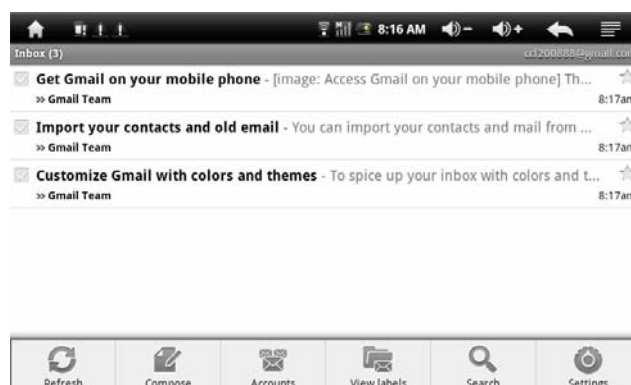 8:16 AM
Inbox (3)
Get Gmail on your mobile phone - [image: Access Gmail on your mobile phone] Th...
» Gmail Team 8:17am
Import your contacts and old email - You can import your contacts and mail from ...
» Gmail Team 8:17am
Customize Gmail with colors and themes - To spice up your inbox with colors and t...
» Gmail Team 8:17am
Refresh Compose Accounts View labels Search Settings